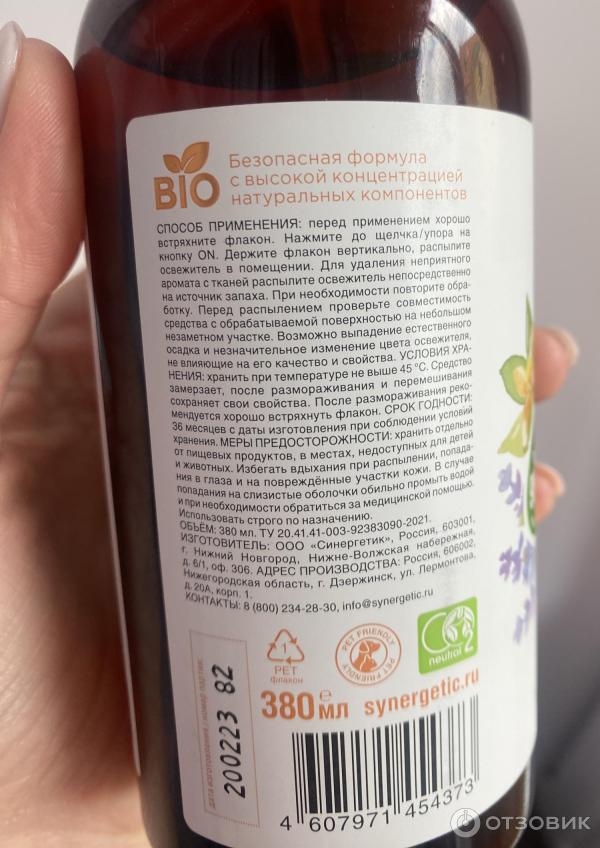 BIO
Безопасная формула
с высокой концентрацией
натуральных компонентов
СПОСОБ ПРИМЕНЕНИЯ: перед применением хорошо
встряхните флакон. Нажмите до щелчка/упора на
кнопку ON. Держите флакон вертикально, распылите
освежитель в помещении. Для удаления неприятного
аромата с тканей распылите освежитель непосредственно
на источник запаха. При необходимости повторите обра-
ботку. Перед распылением проверьте совместимость
средства с обрабатываемой поверхностью на небольшом
незаметном участке. Возможно выпадение естественного
осадка и незначительное изменение цвета освежителя,
не влияющие на его качество и свойства. УСЛОВИЯ ХРА-
НЕНИЯ: хранить при температуре не выше 45 °C. Средство
замерзает, после размораживания и перемешивания
сохраняет свои свойства. После размораживания реко-
мендуется хорошо встряхнуть флакон. СРОК ГОДНОСТИ:
36 месяцев с даты изготовления при соблюдении условий
хранения. МЕРЫ ПРЕДОСТОРОЖНОСТИ: хранить отдельно
от пищевых продуктов, в местах, недоступных для детей
и животных. Избегать вдыхания при распылении, попада-
ния в глаза и на повреждённые участки кожи. В случае
попадания на слизистые оболочки обильно промыть водой
и при необходимости обратиться за медицинской помощью.
Использовать строго по назначению.
ОБЪЁМ: 380 мл. ТУ 20.41.41-003-92383090-2021.
ИЗГОТОВИТЕЛЬ: ООО «Синергетик», Россия, 603001,
г. Нижний Новгород, Нижне-Волжская набережная,
д. 6/1, оф. 306. АДРЕС ПРОИЗВОДСТВА: Россия, 606002,
Нижегородская область, г. Дзержинск, ул. Лермонтова,
д. 20А, корп. 1.
КОНТАКТЫ: 8 (800) 234-28-30, info@synergetic.ru
дата изготовления / номер партии:
200223 82
1
PET
флакон
PET FRIENDLY
PET FRIENDLY
CO2
neutral
380 мл e
synergetic.ru
4 607971 454373
ОТЗОВИК